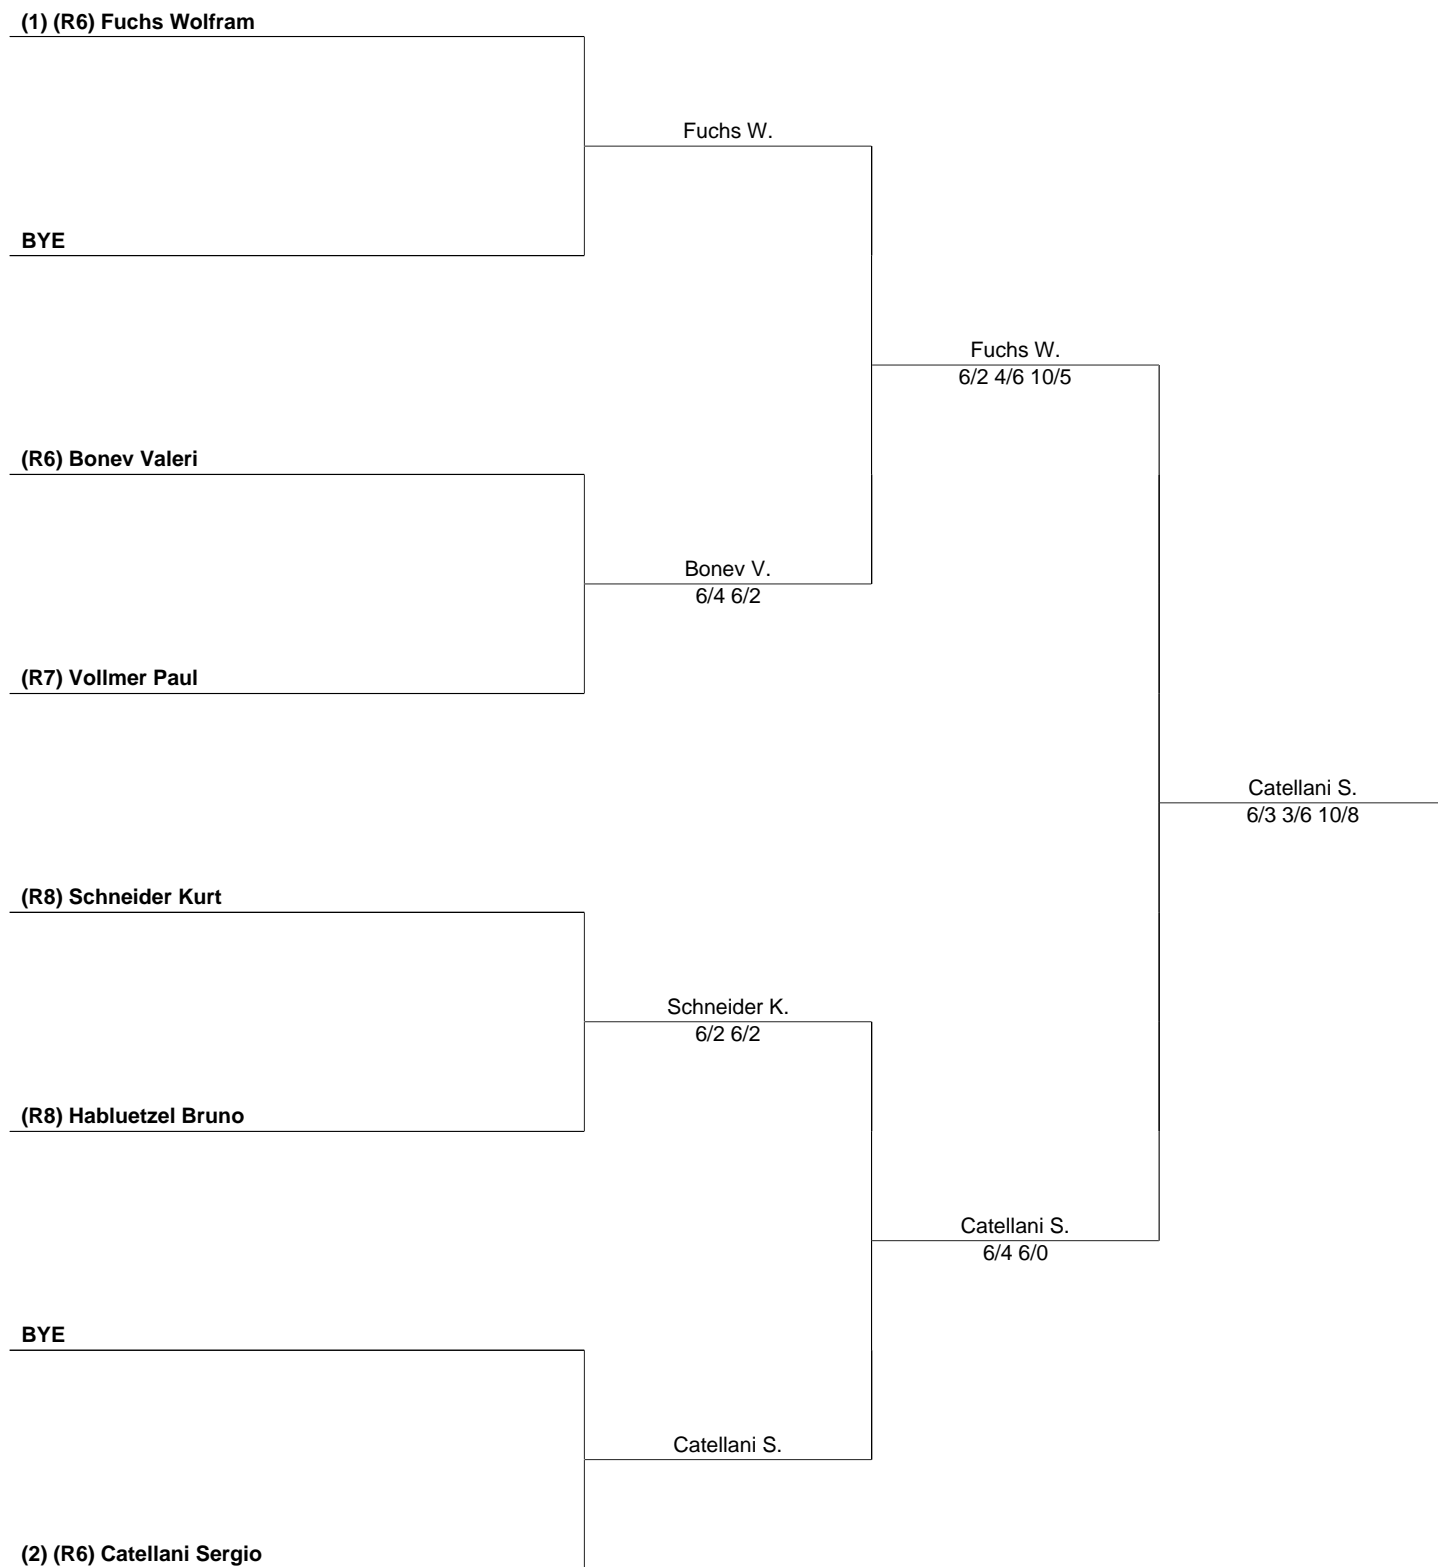 (1) (R6) Fuchs Wolfram
Fuchs W.
BYE
Fuchs W.
6/2 4/6 10/5
(R6) Bonev Valeri
Bonev V.
6/4 6/2
(R7) Vollmer Paul
Catellani S.
6/3 3/6 10/8
(R8) Schneider Kurt
Schneider K.
6/2 6/2
(R8) Habluetzel Bruno
Catellani S.
6/4 6/0
BYE
Catellani S.
(2) (R6) Catellani Sergio